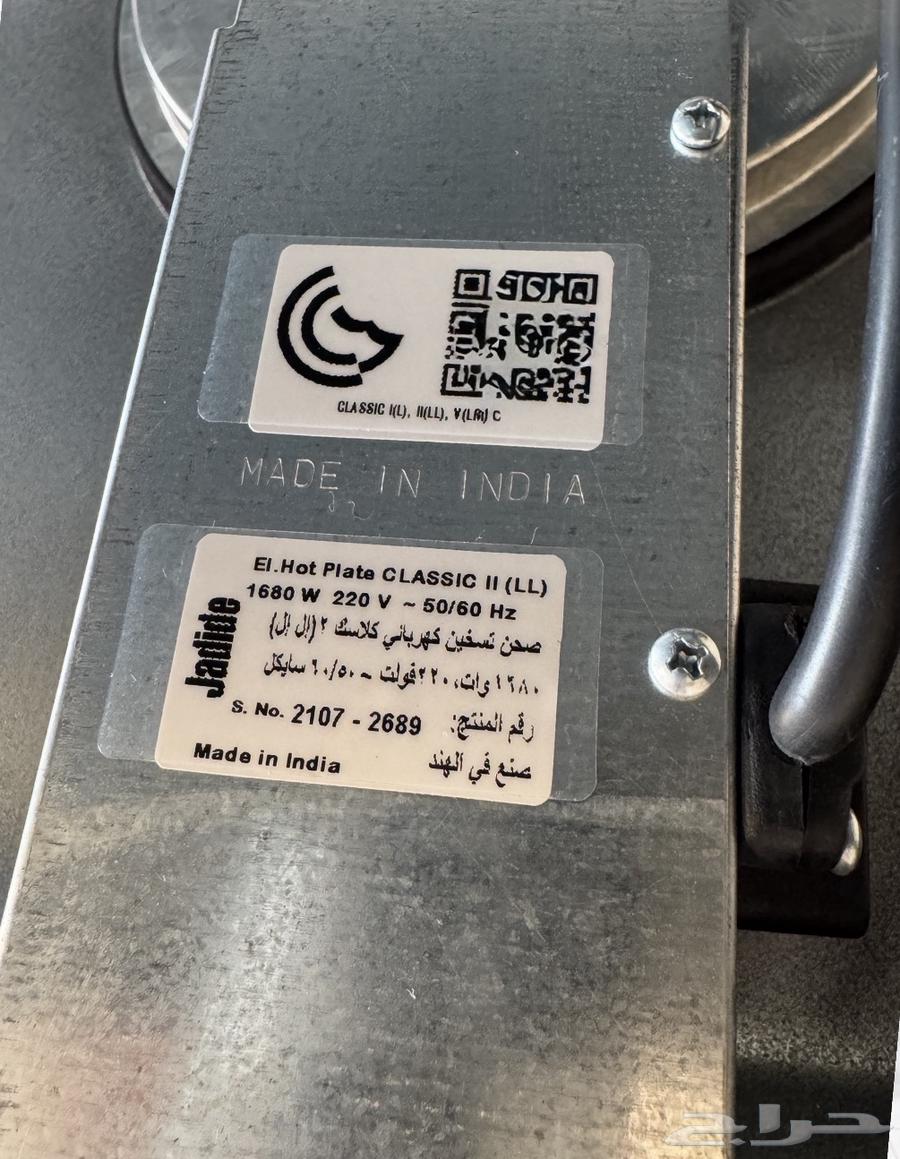 CLASSIC I(L), II(LL), V(LRI) C
MADE IN INDIA
El.Hot Plate CLASSIC II (LL)
1680 W 220 V ~ 50/60 Hz
صحن تسخين كهربائي كلاسك ٢ (إل إل)
١٦٨٠ وات، ٢٢٠ فولت ~ ٦٠/٥٠ سايكل
S. No. 2107 - 2689 رقم المنتج:
Made in India صنع في الهند
Jadide
حراج